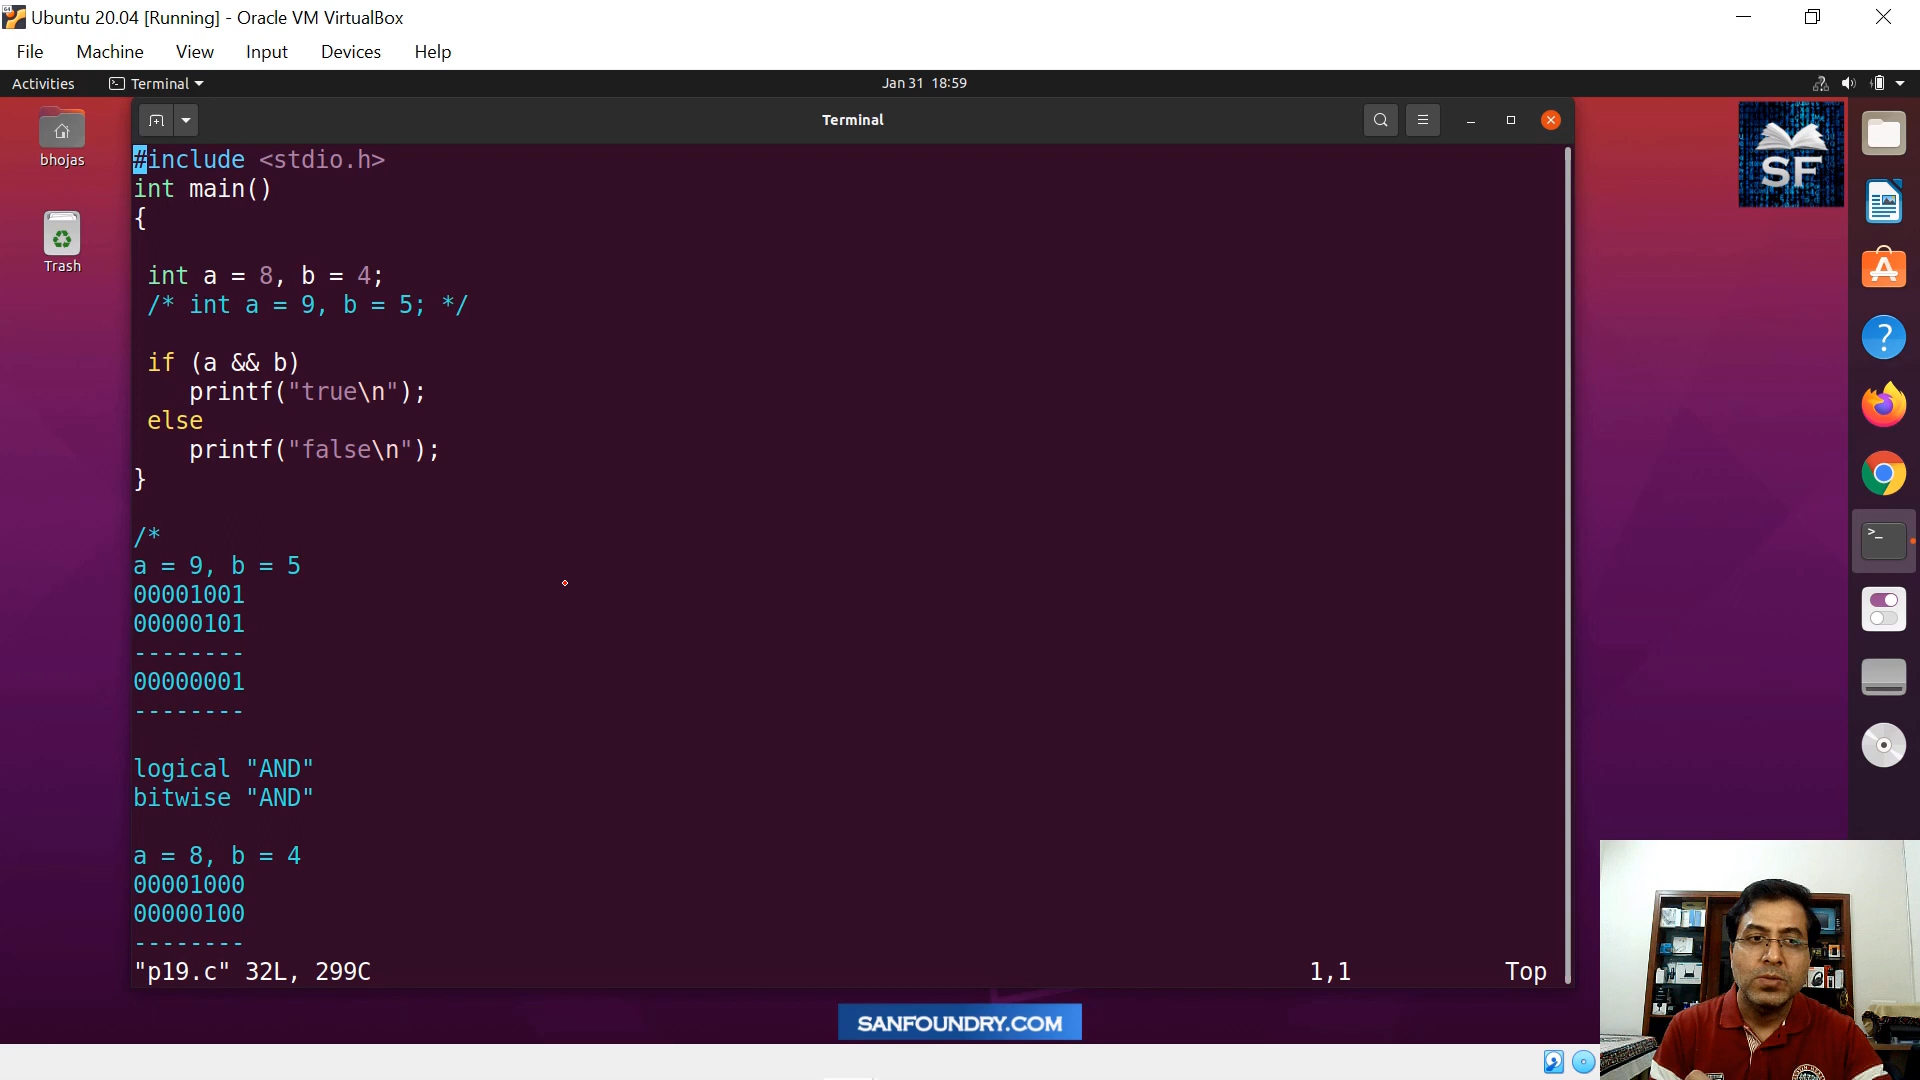 Ubuntu 20.04 [Running] - Oracle VM VirtualBox
File Machine View Input Devices Help
Activities Terminal Jan 31 18:59
bhojas
Trash
Terminal
#include <stdio.h>
int main()
{
int a = 8, b = 4;
/* int a = 9, b = 5; */
if (a && b)
printf("true\n");
else
printf("false\n");
}
/*
a = 9, b = 5
00001001
00000101
--------
00000001
--------
logical "AND"
bitwise "AND"
a = 8, b = 4
00001000
00000100
--------
"p19.c" 32L, 299C 1,1 Top
SF
SANFOUNDRY.COM